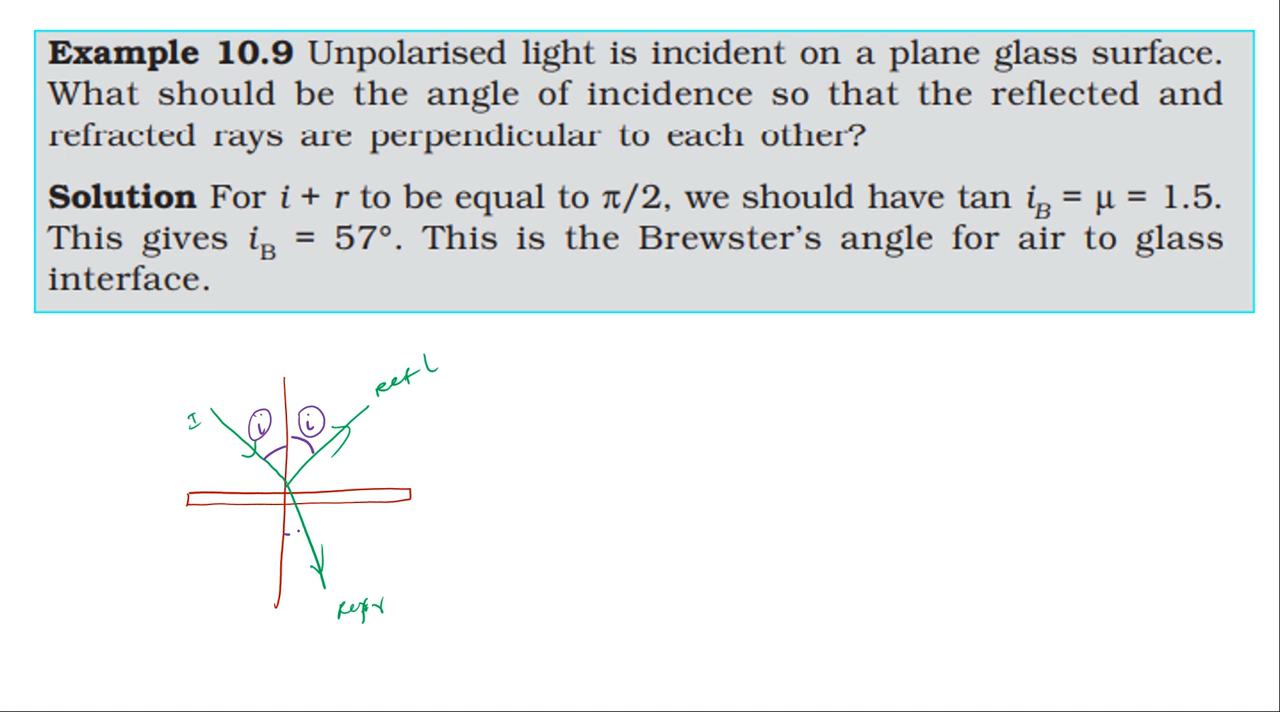 Example 10.9 Unpolarised light is incident on a plane glass surface.
What should be the angle of incidence so that the reflected and
refracted rays are perpendicular to each other?
Solution For i + r to be equal to π/2, we should have tan i_B = μ = 1.5.
This gives i_B = 57°. This is the Brewster's angle for air to glass
interface.
Refl
I
i i
Refr